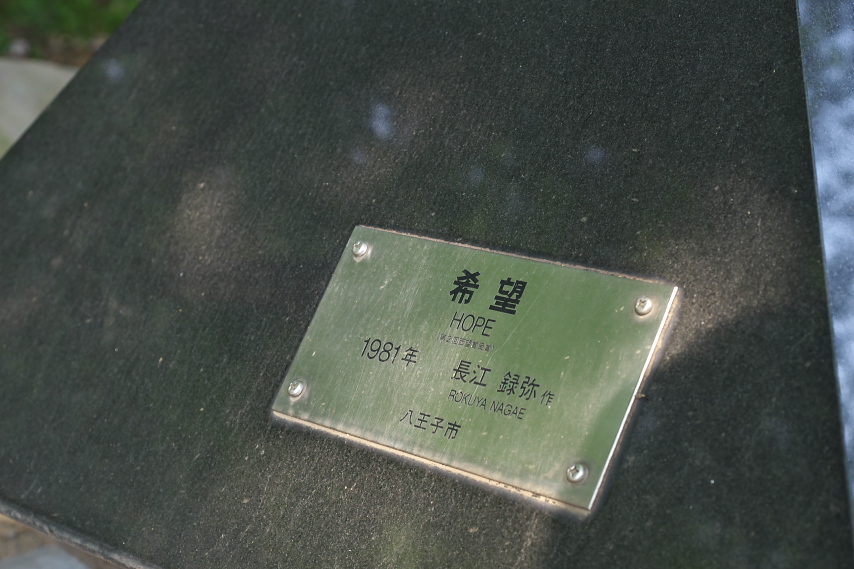 希望
HOPE
1981年
長江 録弥 作
ROKUYA NAGAE
八王子市